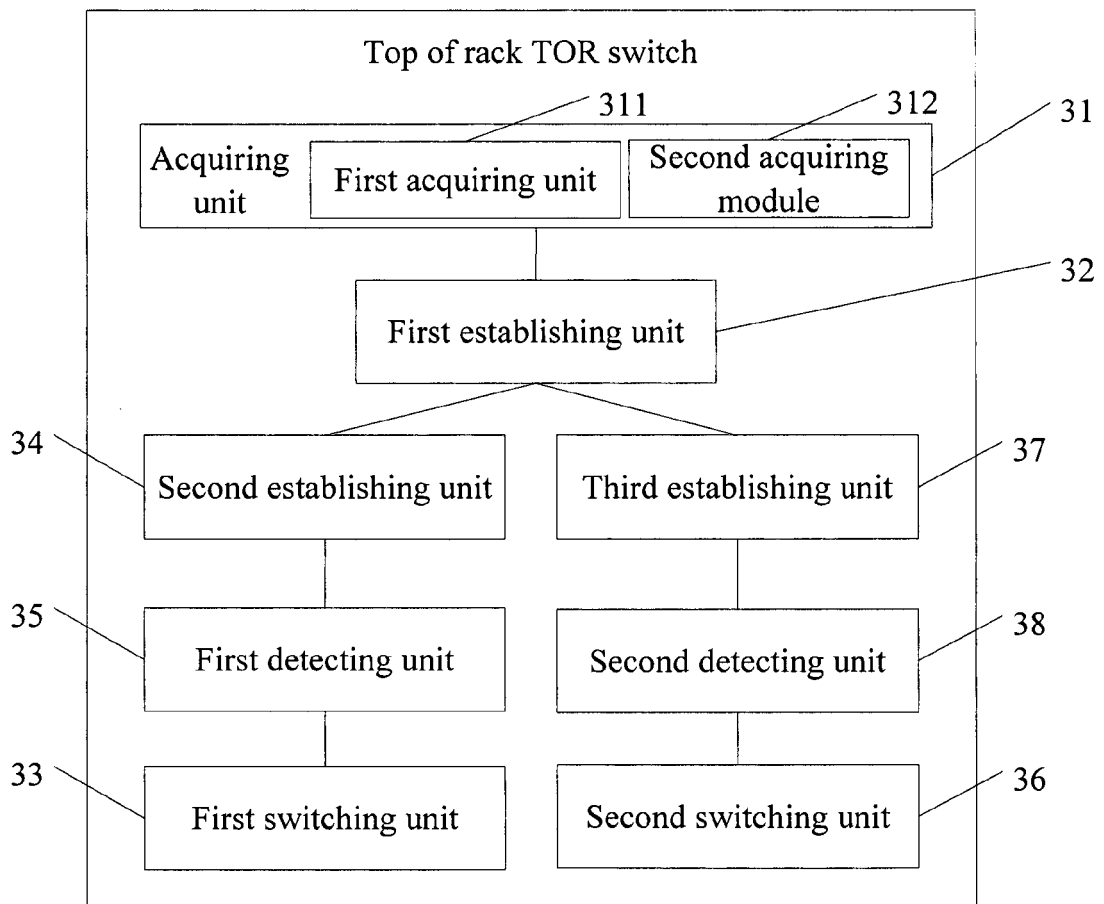 Top of rack TOR switch
311
312
31
Acquiring
unit
First acquiring unit
Second acquiring
module
32
First establishing unit
34
37
Second establishing unit
Third establishing unit
35
38
First detecting unit
Second detecting unit
33
36
First switching unit
Second switching unit